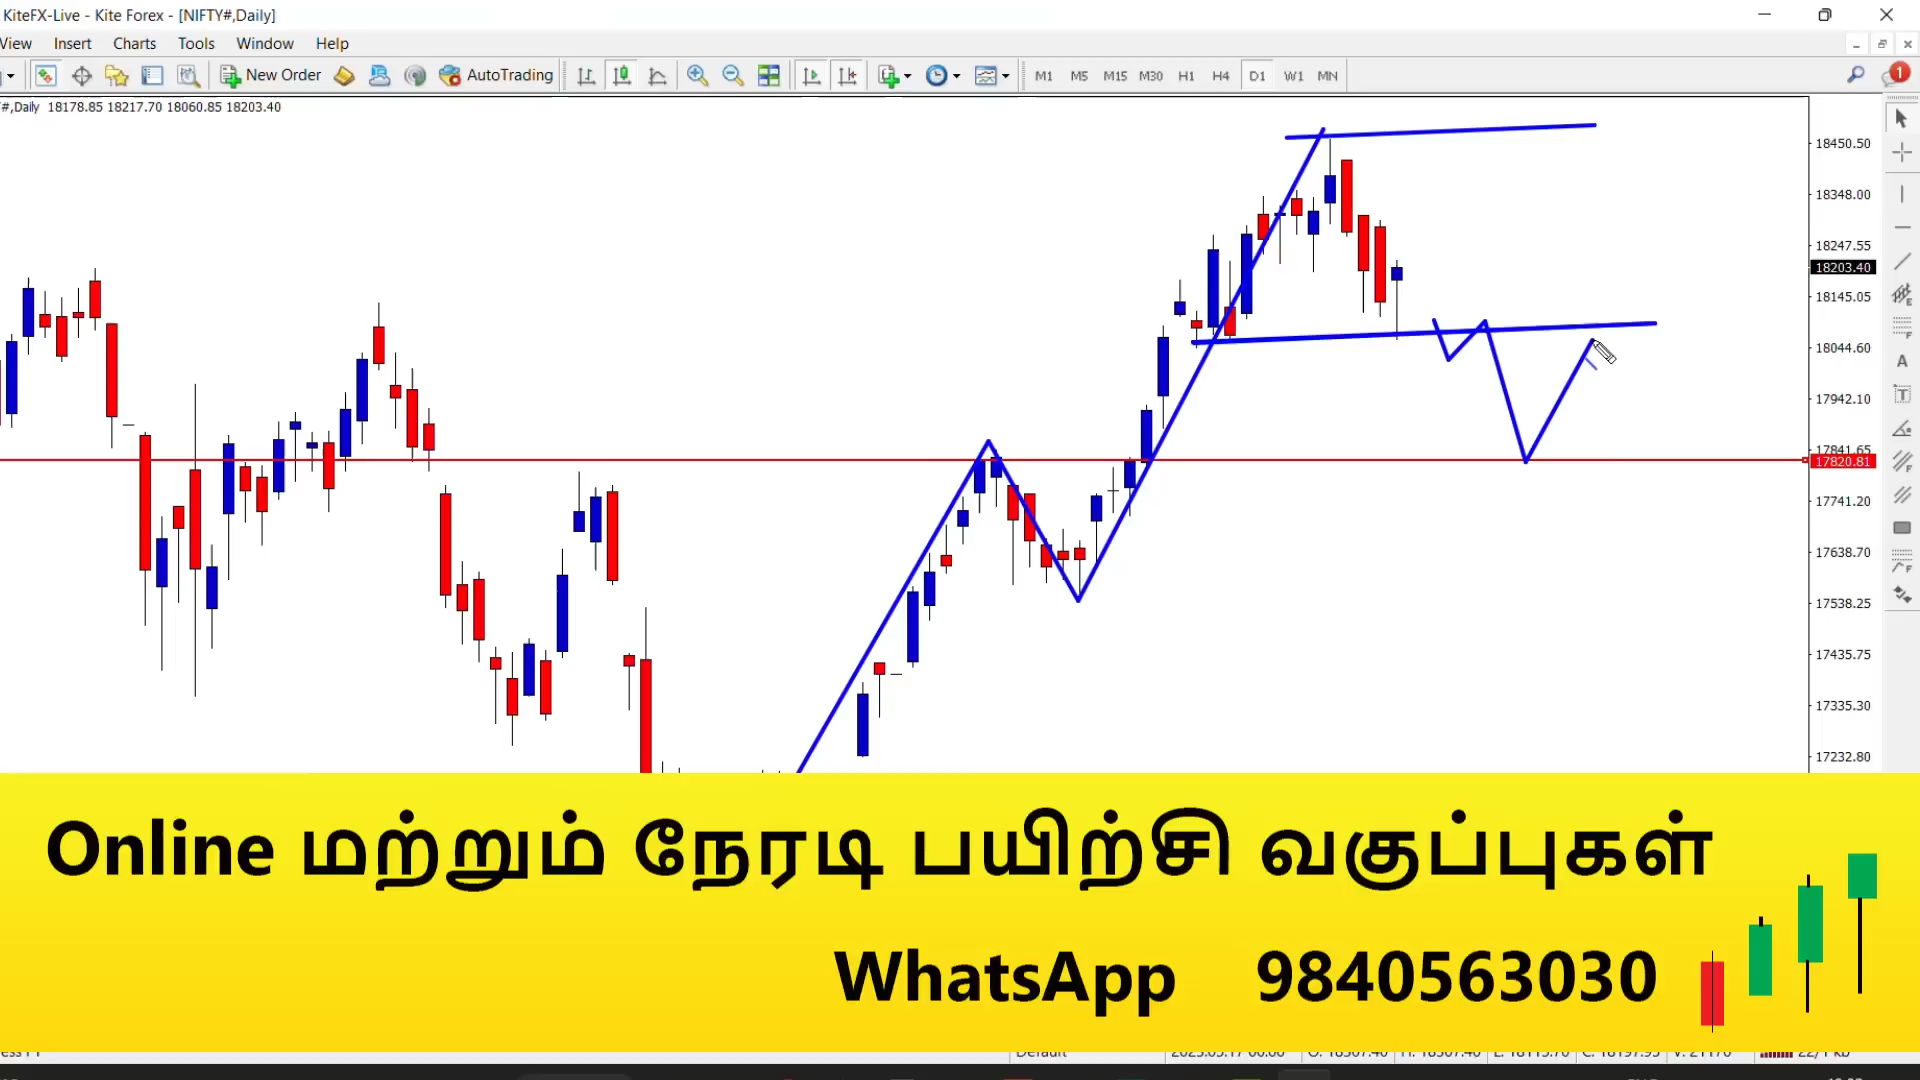 KiteFX-Live - Kite Forex - [NIFTY#,Daily]
View Insert Charts Tools Window Help
New Order AutoTrading M1 M5 M15 M30 H1 H4 D1 W1 MN 1
#,Daily 18178.85 18217.70 18060.85 18203.40
18450.50
18348.00
18247.55
18203.40
18145.05
18044.60
17942.10
17841.65
17820.81
17741.20
17638.70
17538.25
17435.75
17335.30
17232.80
Online மற்றும் நேரடி பயிற்சி வகுப்புகள்
WhatsApp 9840563030
Default